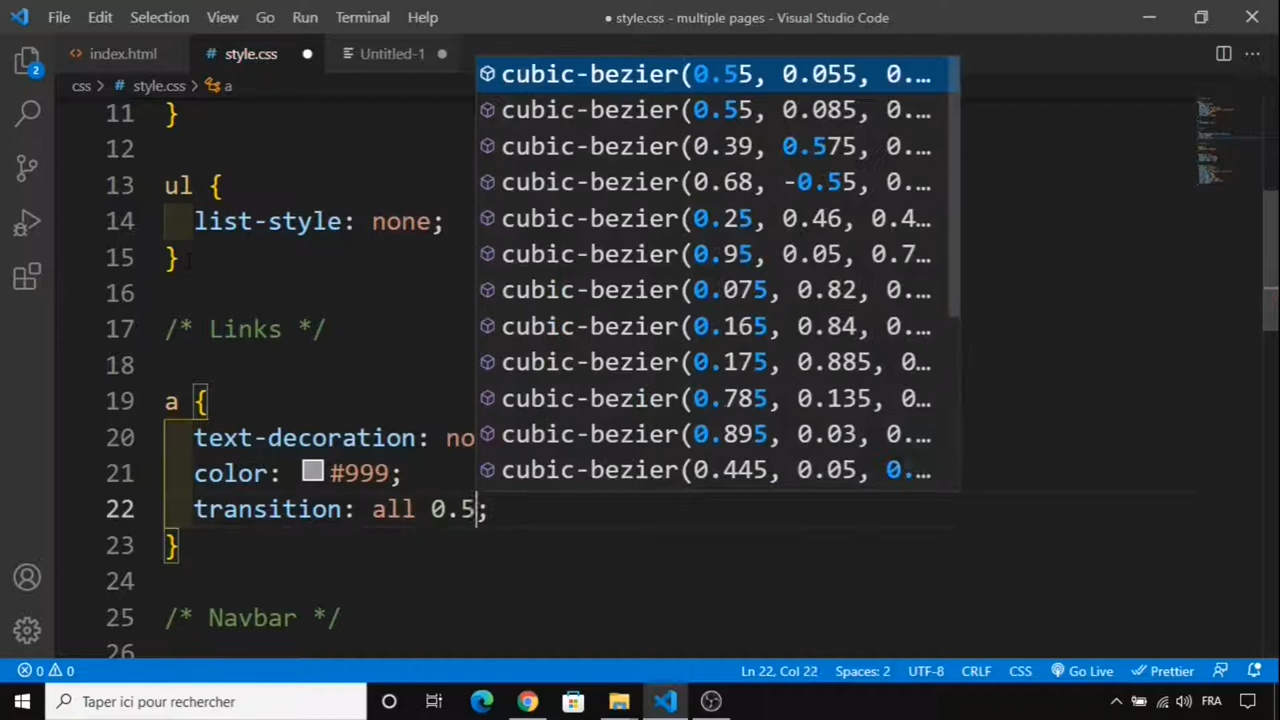 File Edit Selection View Go Run Terminal Help
● style.css - multiple pages - Visual Studio Code
<> index.html
# style.css ●
Untitled-1 ●
css > # style.css > a
2
11 }
12
13 ul {
14 list-style: none;
15 }
16
17 /* Links */
18
19 a {
20 text-decoration: no
21 color: #999;
22 transition: all 0.5;
23 }
24
25 /* Navbar */
26
cubic-bezier(0.55, 0.055, 0.…
cubic-bezier(0.55, 0.085, 0.…
cubic-bezier(0.39, 0.575, 0.…
cubic-bezier(0.68, -0.55, 0.…
cubic-bezier(0.25, 0.46, 0.4…
cubic-bezier(0.95, 0.05, 0.7…
cubic-bezier(0.075, 0.82, 0.…
cubic-bezier(0.165, 0.84, 0.…
cubic-bezier(0.175, 0.885, 0…
cubic-bezier(0.785, 0.135, 0…
cubic-bezier(0.895, 0.03, 0.…
cubic-bezier(0.445, 0.05, 0.…
0 0
Ln 22, Col 22 Spaces: 2 UTF-8 CRLF CSS Go Live Prettier
Taper ici pour rechercher
FRA